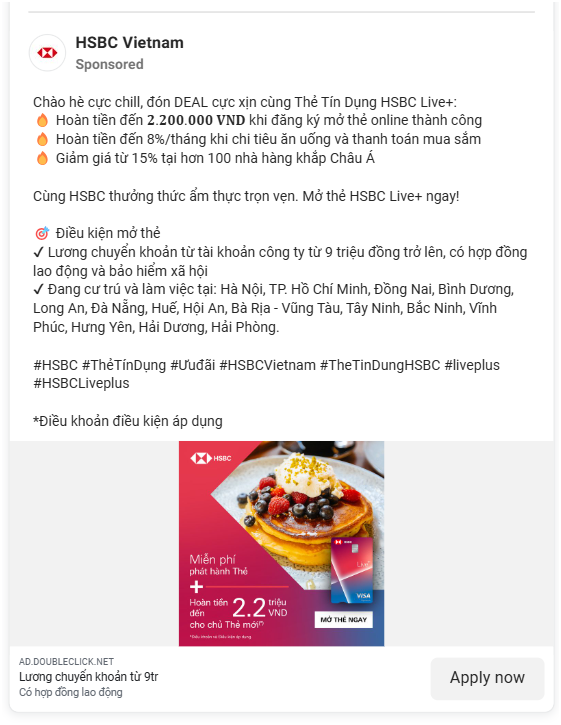 HSBC Vietnam
Sponsored
Chào hè cực chill, đón DEAL cực xịn cùng Thẻ Tín Dụng HSBC Live+:
🔥 Hoàn tiền đến 2.200.000 VND khi đăng ký mở thẻ online thành công
🔥 Hoàn tiền đến 8%/tháng khi chi tiêu ăn uống và thanh toán mua sắm
🔥 Giảm giá từ 15% tại hơn 100 nhà hàng khắp Châu Á
Cùng HSBC thưởng thức ẩm thực trọn vẹn. Mở thẻ HSBC Live+ ngay!
🎯 Điều kiện mở thẻ
✔ Lương chuyển khoản từ tài khoản công ty từ 9 triệu đồng trở lên, có hợp đồng
lao động và bảo hiểm xã hội
✔ Đang cư trú và làm việc tại: Hà Nội, TP. Hồ Chí Minh, Đồng Nai, Bình Dương,
Long An, Đà Nẵng, Huế, Hội An, Bà Rịa - Vũng Tàu, Tây Ninh, Bắc Ninh, Vĩnh
Phúc, Hưng Yên, Hải Dương, Hải Phòng.
#HSBC #ThẻTínDụng #Ưuđãi #HSBCVietnam #TheTinDungHSBC #liveplus
#HSBCLiveplus
*Điều khoản điều kiện áp dụng
HSBC
Miễn phí
phát hành Thẻ
+
Hoàn tiền
đến 2.2 triệu VND
cho chủ Thẻ mới(*)
*Điều khoản và Điều kiện áp dụng
Live+
VISA
MỞ THẺ NGAY
AD.DOUBLECLICK.NET
Lương chuyển khoản từ 9tr
Có hợp đồng lao động
Apply now